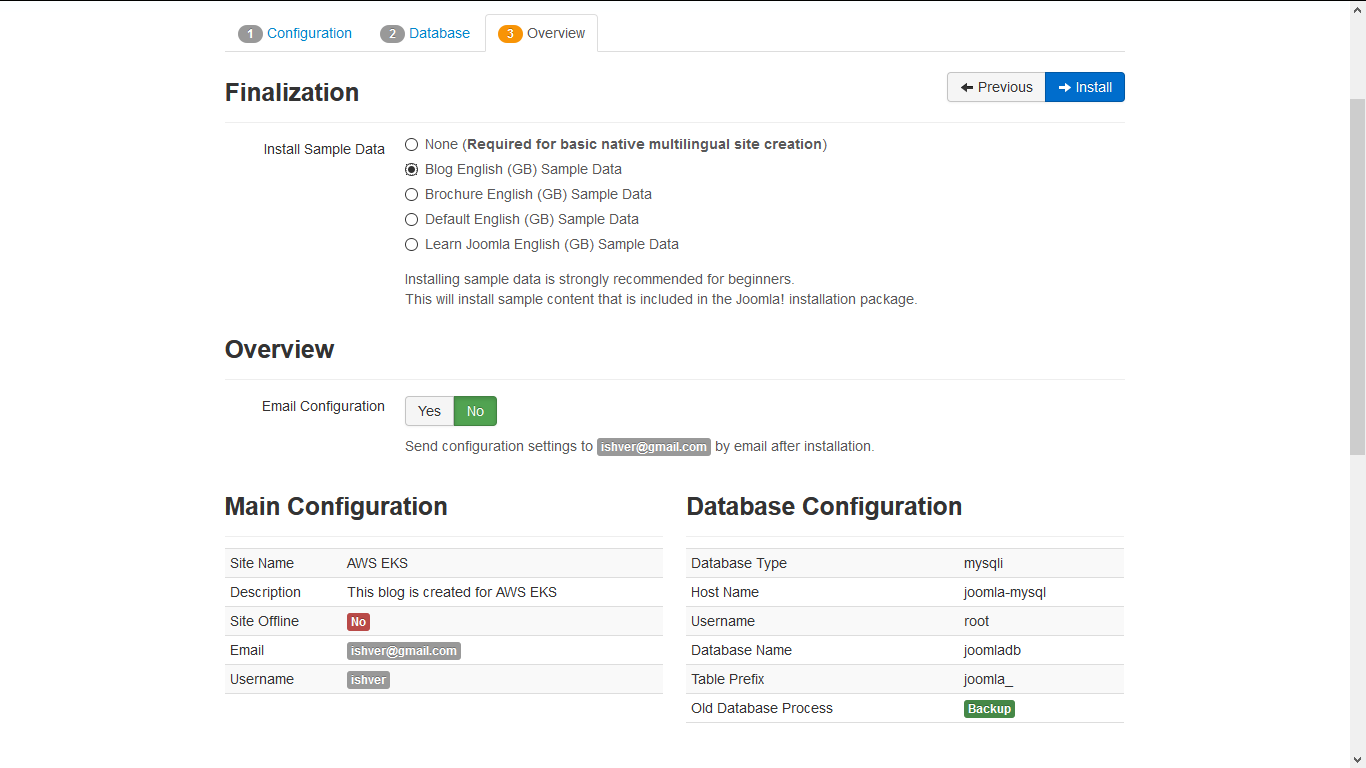 1 Configuration 2 Database 3 Overview
Finalization
Previous Install
Install Sample Data
None (Required for basic native multilingual site creation)
Blog English (GB) Sample Data
Brochure English (GB) Sample Data
Default English (GB) Sample Data
Learn Joomla English (GB) Sample Data
Installing sample data is strongly recommended for beginners.
This will install sample content that is included in the Joomla! installation package.
Overview
Email Configuration Yes No
Send configuration settings to ishver@gmail.com by email after installation.
Main Configuration
Site Name AWS EKS
Description This blog is created for AWS EKS
Site Offline No
Email ishver@gmail.com
Username ishver
Database Configuration
Database Type mysqli
Host Name joomla-mysql
Username root
Database Name joomladb
Table Prefix joomla_
Old Database Process Backup